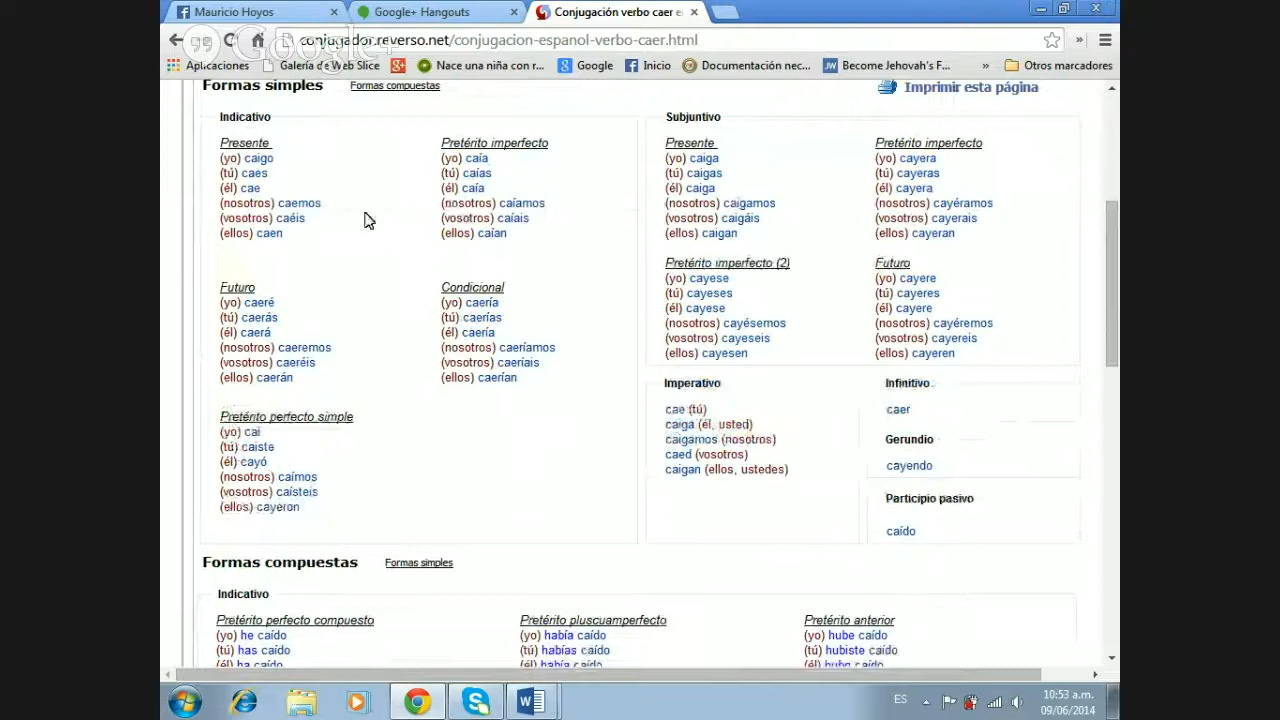 Mauricio Hoyos
Google+ Hangouts
Conjugación verbo caer e
conjugador.reverso.net/conjugacion-espanol-verbo-caer.html
Google+
Aplicaciones
Galería de Web Slice
Nace una niña con r...
Google
Inicio
Documentación nec...
Become Jehovah's F...
»
Otros marcadores
Formas simples
Formas compuestas
Imprimir esta página
Indicativo
Presente
(yo) caigo
(tú) caes
(él) cae
(nosotros) caemos
(vosotros) caéis
(ellos) caen
Pretérito imperfecto
(yo) caía
(tú) caías
(él) caía
(nosotros) caíamos
(vosotros) caíais
(ellos) caían
Futuro
(yo) caeré
(tú) caerás
(él) caerá
(nosotros) caeremos
(vosotros) caeréis
(ellos) caerán
Condicional
(yo) caería
(tú) caerías
(él) caería
(nosotros) caeríamos
(vosotros) caeríais
(ellos) caerían
Pretérito perfecto simple
(yo) caí
(tú) caiste
(él) cayó
(nosotros) caímos
(vosotros) caísteis
(ellos) cayeron
Subjuntivo
Presente
(yo) caiga
(tú) caigas
(él) caiga
(nosotros) caigamos
(vosotros) caigáis
(ellos) caigan
Pretérito imperfecto
(yo) cayera
(tú) cayeras
(él) cayera
(nosotros) cayéramos
(vosotros) cayerais
(ellos) cayeran
Pretérito imperfecto (2)
(yo) cayese
(tú) cayeses
(él) cayese
(nosotros) cayésemos
(vosotros) cayeseis
(ellos) cayesen
Futuro
(yo) cayere
(tú) cayeres
(él) cayere
(nosotros) cayéremos
(vosotros) cayereis
(ellos) cayeren
Imperativo
cae (tú)
caiga (él, usted)
caigamos (nosotros)
caed (vosotros)
caigan (ellos, ustedes)
Infinitivo
caer
Gerundio
cayendo
Participio pasivo
caído
Formas compuestas
Formas simples
Indicativo
Pretérito perfecto compuesto
(yo) he caído
(tú) has caído
(él) ha caído
Pretérito pluscuamperfecto
(yo) había caído
(tú) habías caído
(él) había caído
Pretérito anterior
(yo) hube caído
(tú) hubiste caído
(él) hubo caído
ES
10:53 a.m.
09/06/2014